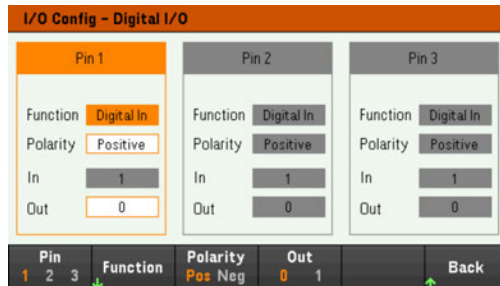 I/O Config - Digital I/O
Pin 1 Pin 2 Pin 3
Function Digital In Function Digital In Function Digital In
Polarity Positive Polarity Positive Polarity Positive
In 1 In 1 In 1
Out 0 Out 0 Out 0
Pin Polarity Out
1 2 3 Function Pos Neg 0 1 Back